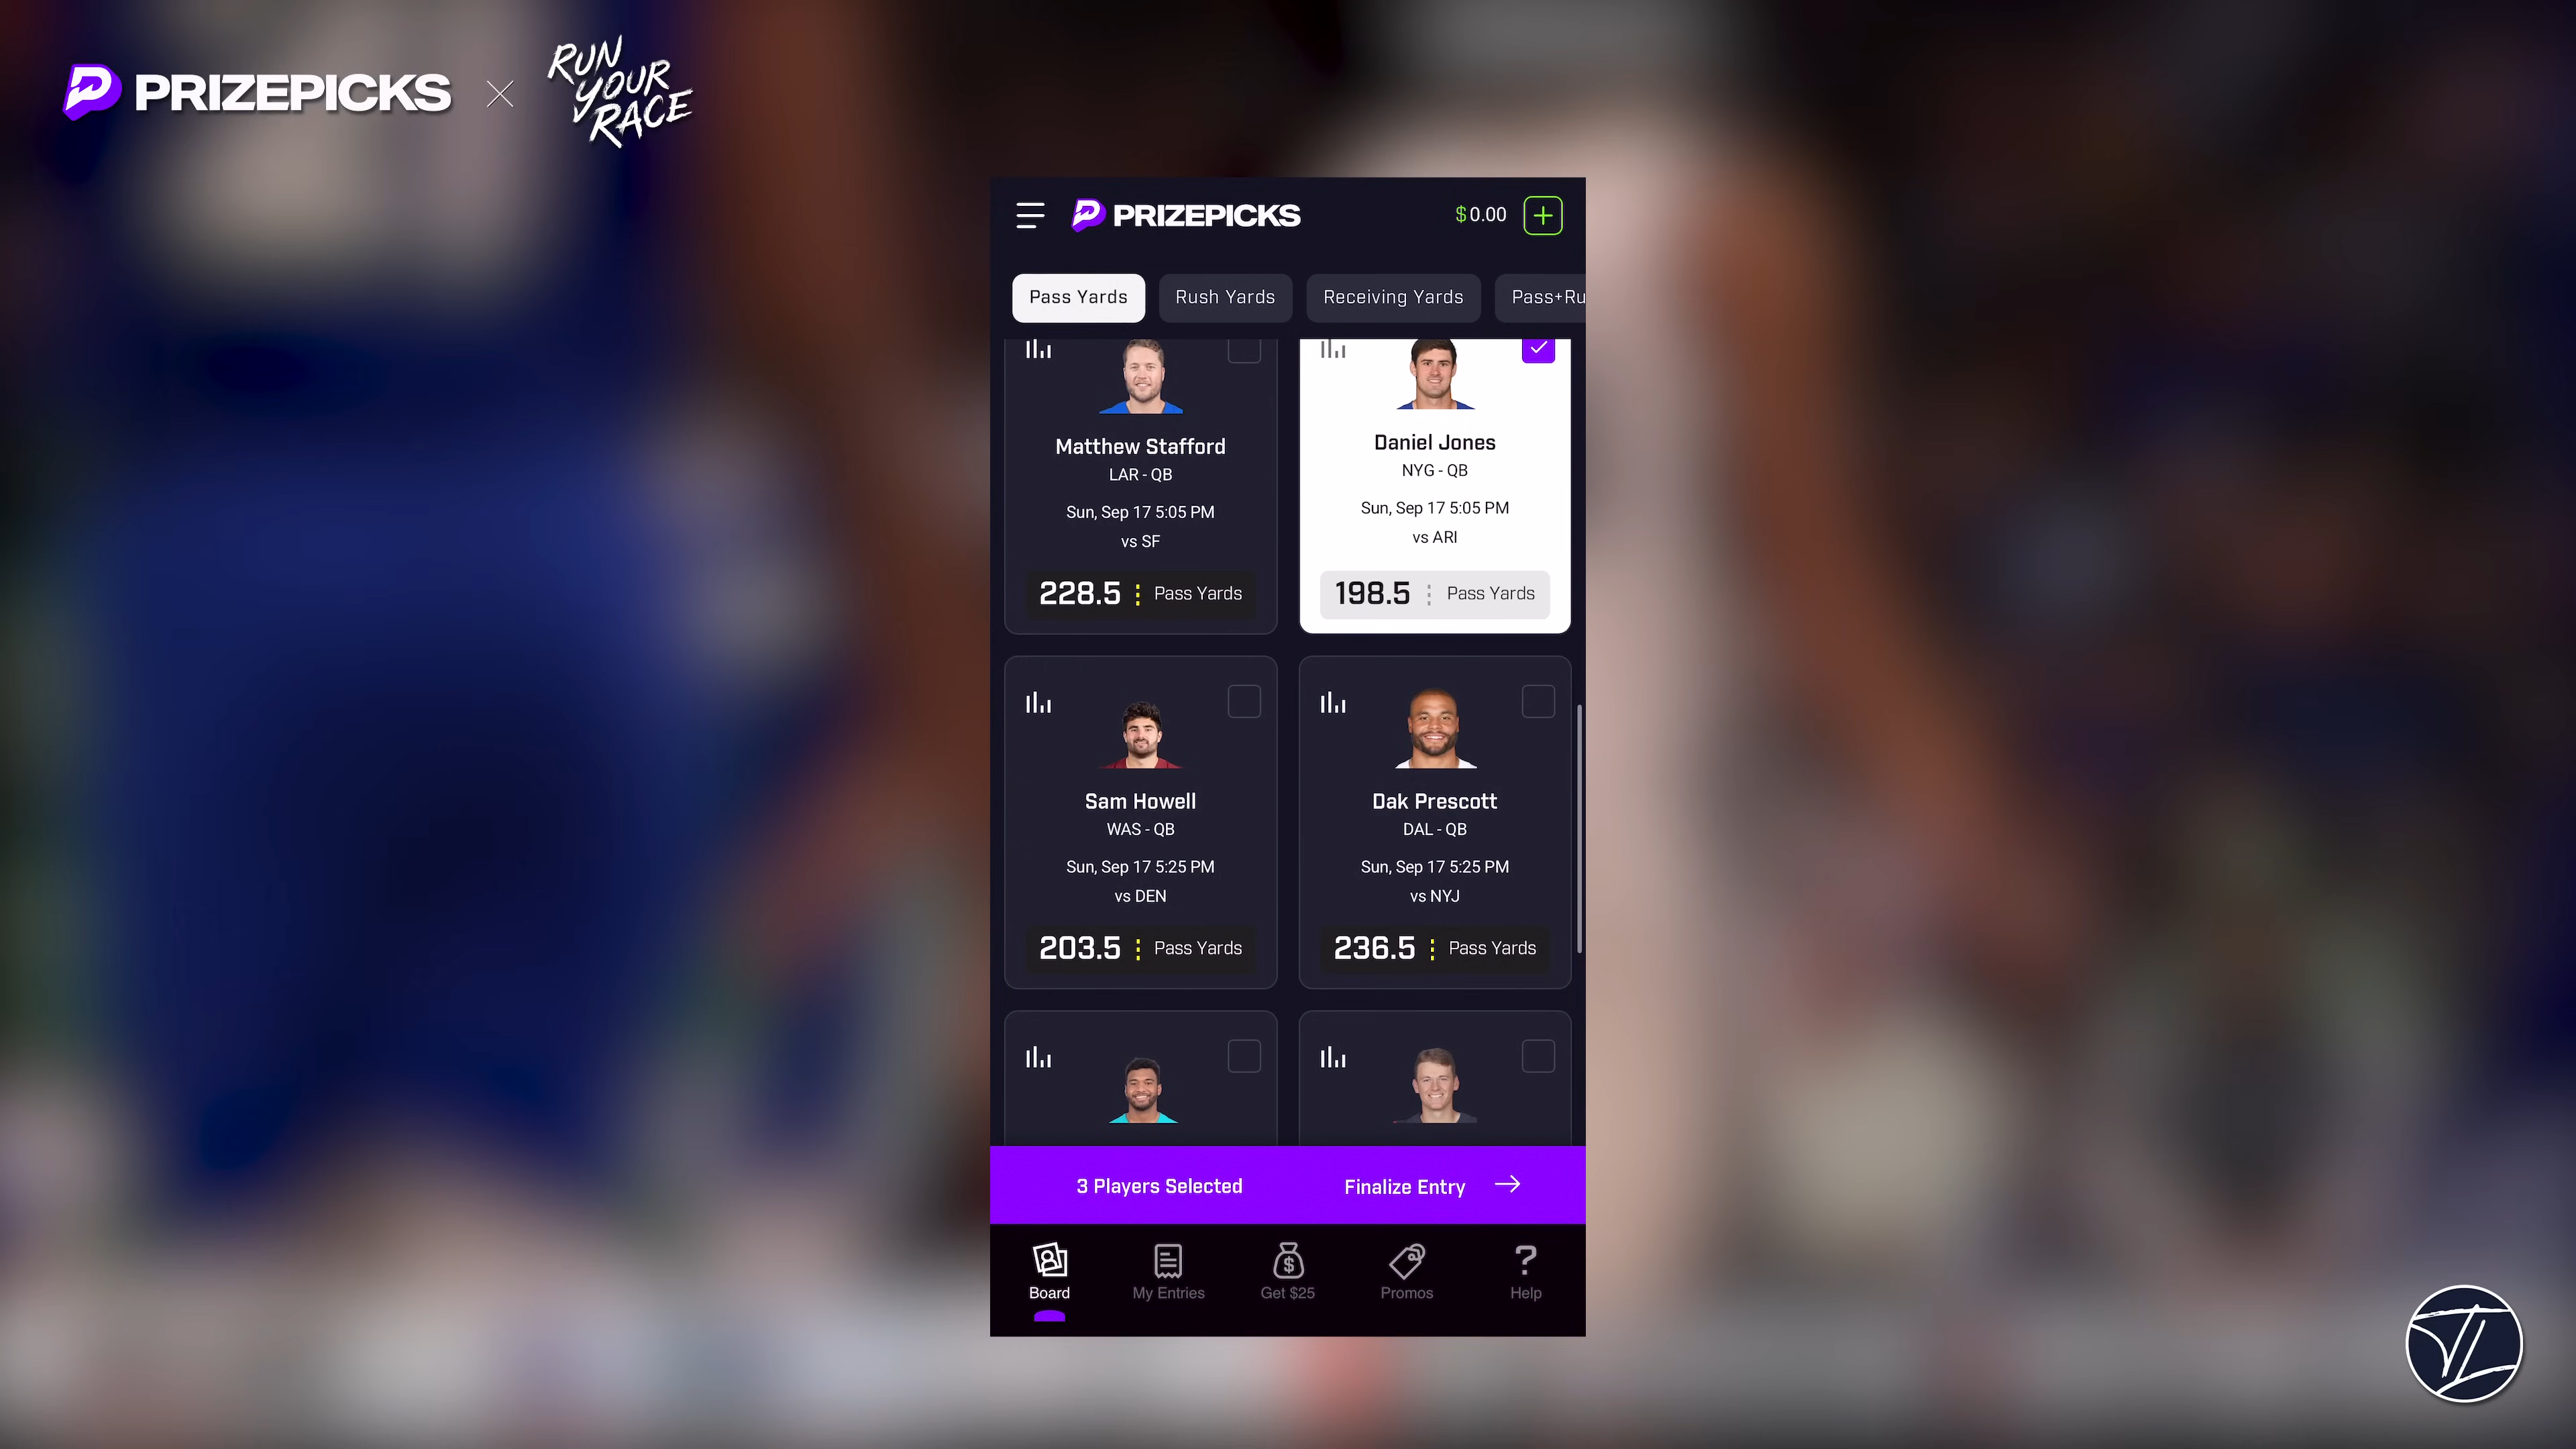 PRIZEPICKS × RUN YOUR RACE
PRIZEPICKS
$0.00
Pass Yards
Rush Yards
Receiving Yards
Pass+Ru
Matthew Stafford
LAR - QB
Sun, Sep 17 5:05 PM
vs SF
228.5 Pass Yards
Daniel Jones
NYG - QB
Sun, Sep 17 5:05 PM
vs ARI
198.5 Pass Yards
Sam Howell
WAS - QB
Sun, Sep 17 5:25 PM
vs DEN
203.5 Pass Yards
Dak Prescott
DAL - QB
Sun, Sep 17 5:25 PM
vs NYJ
236.5 Pass Yards
3 Players Selected
Finalize Entry
Board
My Entries
Get $25
Promos
Help